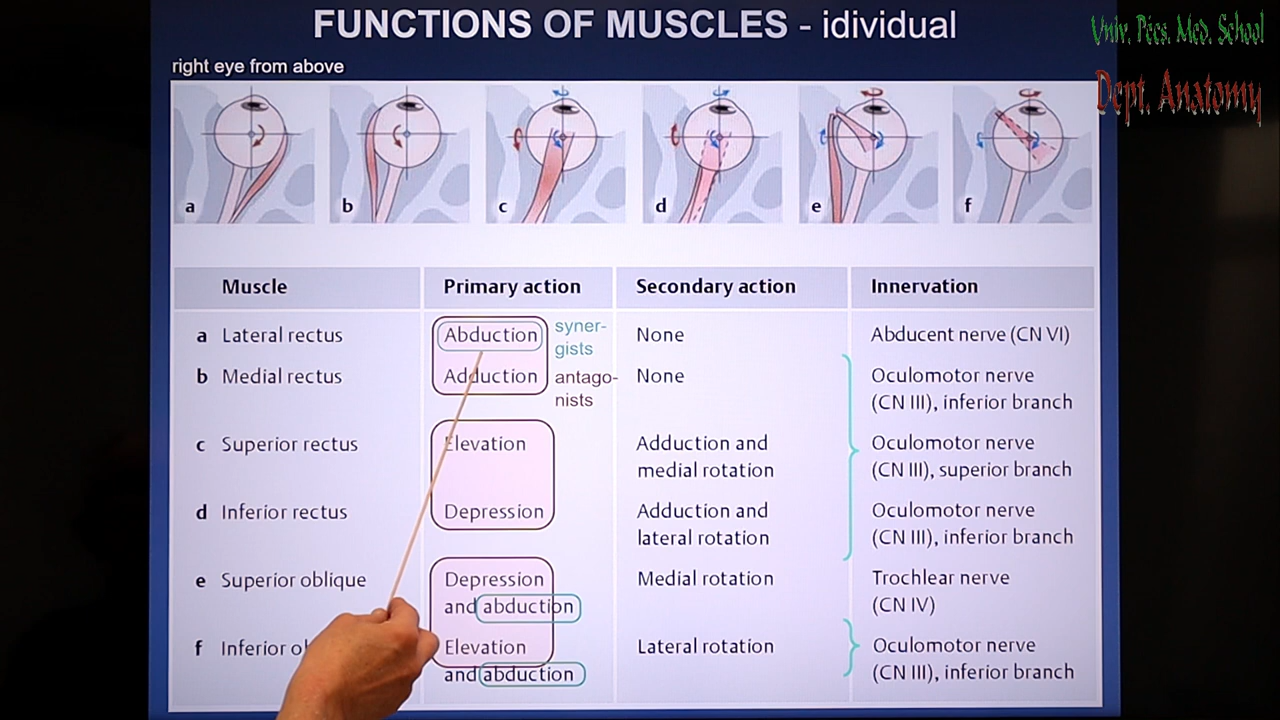 FUNCTIONS OF MUSCLES - idividual
Univ. Pécs. Med. School
Dept. Anatomy
right eye from above
a b c d e f
Muscle Primary action Secondary action Innervation
a Lateral rectus Abduction syner-gists None Abducent nerve (CN VI)
b Medial rectus Adduction antago-nists None Oculomotor nerve
(CN III), inferior branch
c Superior rectus Elevation Adduction and Oculomotor nerve
medial rotation (CN III), superior branch
d Inferior rectus Depression Adduction and Oculomotor nerve
lateral rotation (CN III), inferior branch
e Superior oblique Depression Medial rotation Trochlear nerve
and abduction (CN IV)
f Inferior Elevation Lateral rotation Oculomotor nerve
and abduction (CN III), inferior branch